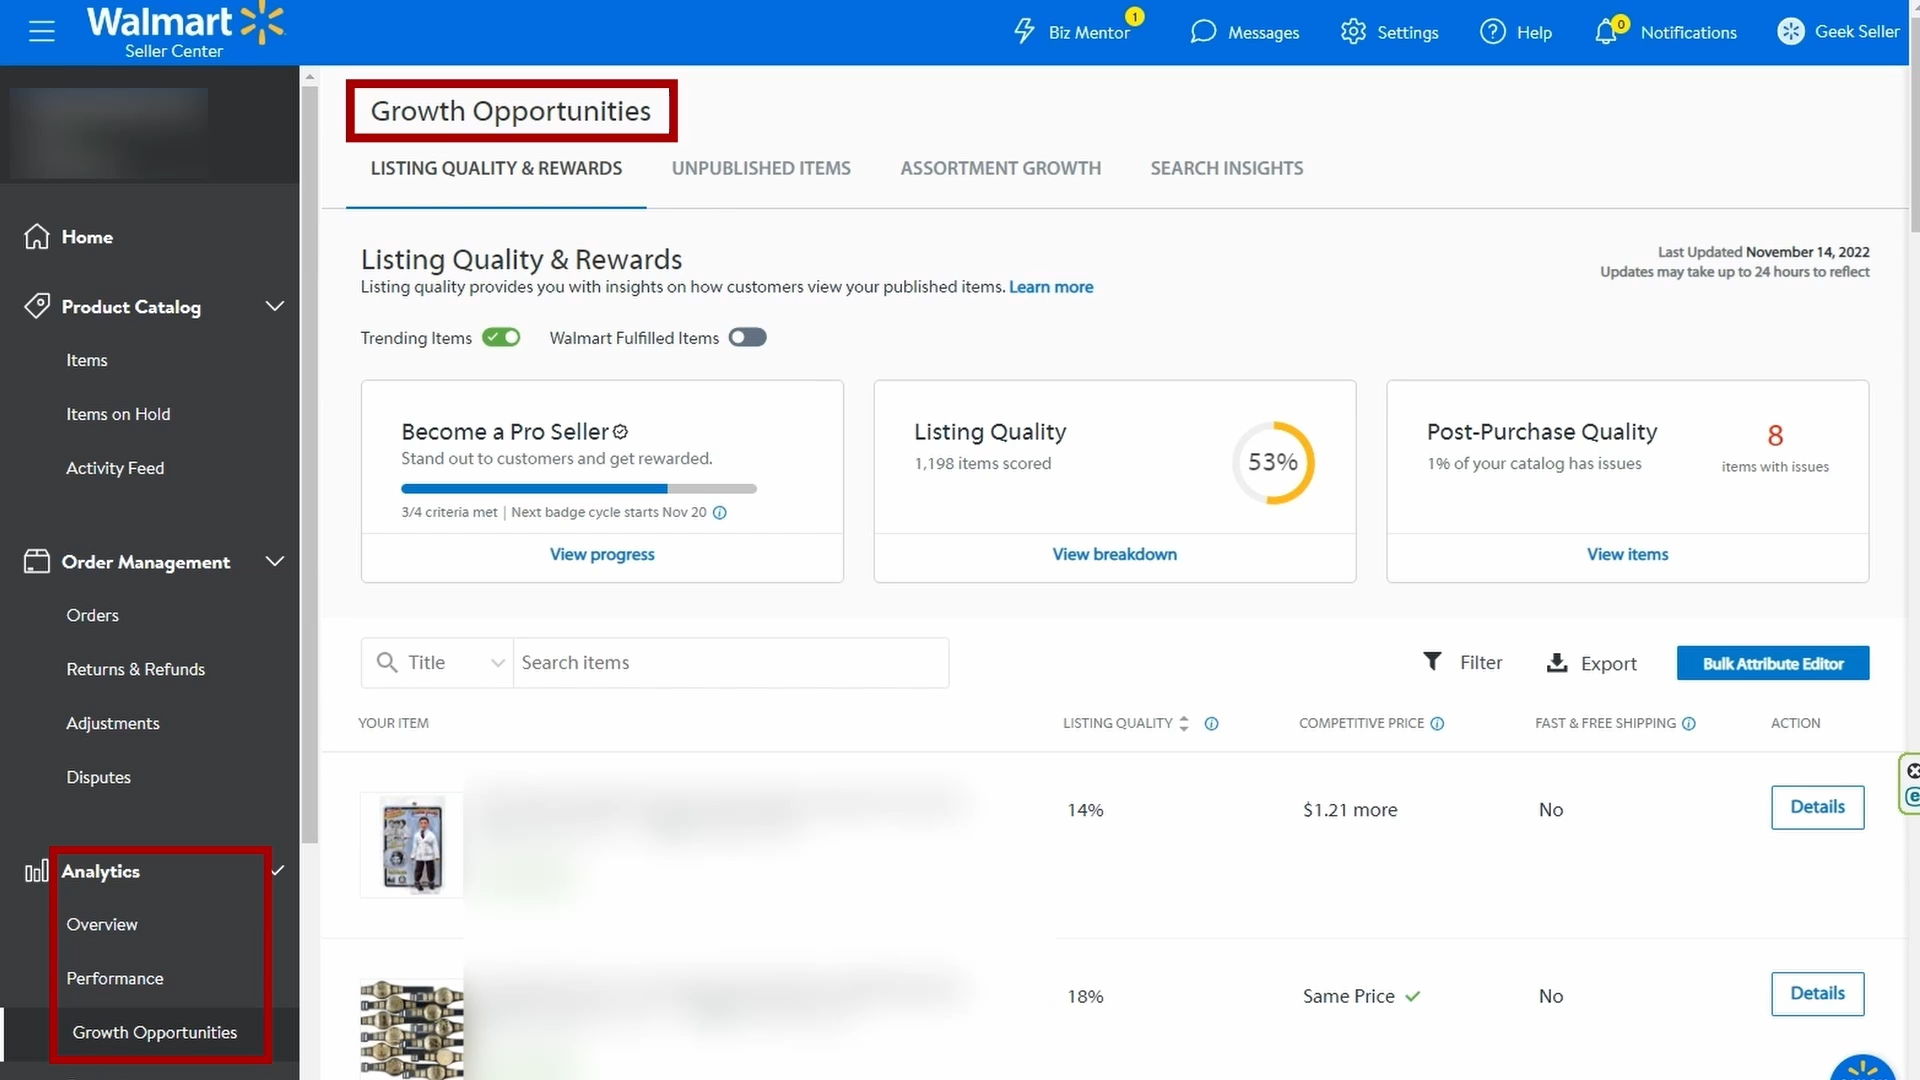 Walmart
Seller Center
Biz Mentor
1
Messages
Settings
Help
0
Notifications
Geek Seller
Home
Product Catalog
Items
Items on Hold
Activity Feed
Order Management
Orders
Returns & Refunds
Adjustments
Disputes
Analytics
Overview
Performance
Growth Opportunities
Growth Opportunities
LISTING QUALITY & REWARDS
UNPUBLISHED ITEMS
ASSORTMENT GROWTH
SEARCH INSIGHTS
Listing Quality & Rewards
Listing quality provides you with insights on how customers view your published items. Learn more
Last Updated November 14, 2022
Updates may take up to 24 hours to reflect
Trending Items
Walmart Fulfilled Items
Become a Pro Seller
Stand out to customers and get rewarded.
3/4 criteria met | Next badge cycle starts Nov 20
View progress
Listing Quality
1,198 items scored
53%
View breakdown
Post-Purchase Quality
1% of your catalog has issues
8
items with issues
View items
Title
Search items
Filter
Export
Bulk Attribute Editor
YOUR ITEM
LISTING QUALITY
COMPETITIVE PRICE
FAST & FREE SHIPPING
ACTION
14%
$1.21 more
No
Details
18%
Same Price
No
Details